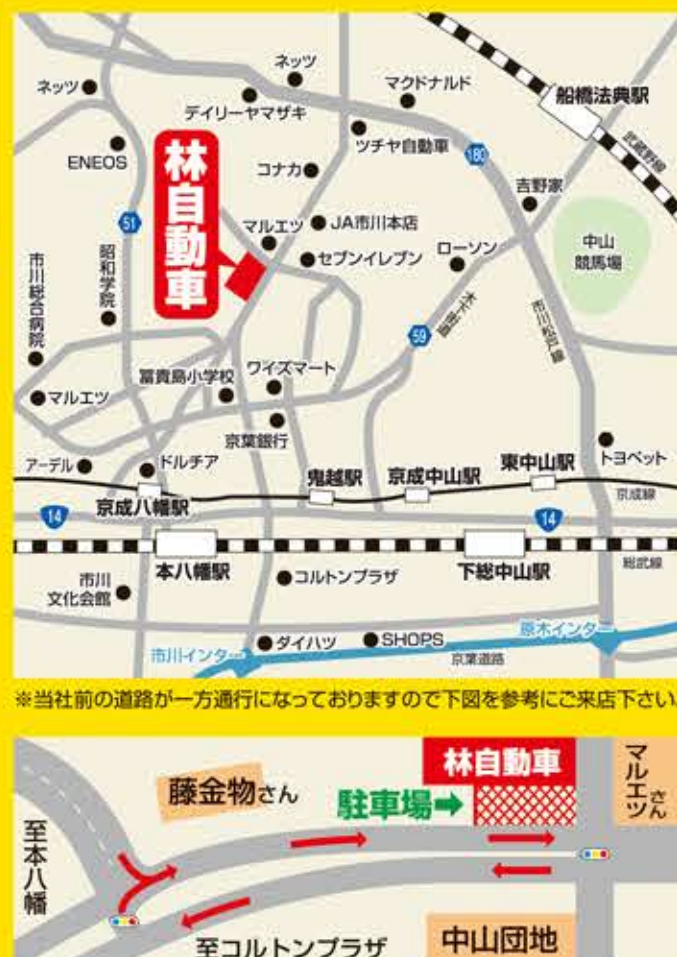 ネッツ
ネッツ
デイリーヤマザキ
マクドナルド
船橋法典駅
武蔵野線
ENEOS
ツチヤ自動車
180
コナカ
林自動車
吉野家
51
昭和学院
マルエツ
JA市川本店
セブンイレブン
ローソン
中山
競馬場
市川総合病院
59
木下街道
市川松戸線
冨貴島小学校
ワイズマート
マルエツ
京葉銀行
アーデル
ドルチア
鬼越駅
京成中山駅
東中山駅
トヨペット
京成線
京成八幡駅
14
14
本八幡駅
下総中山駅
総武線
市川
文化会館
コルトンプラザ
市川インター
ダイハツ
SHOPS
原木インター
京葉道路
※当社前の道路が一方通行になっておりますので下図を参考にご来店下さい。
林自動車
マルエツさん
藤金物さん
駐車場➡
至本八幡
至コルトンプラザ
中山団地